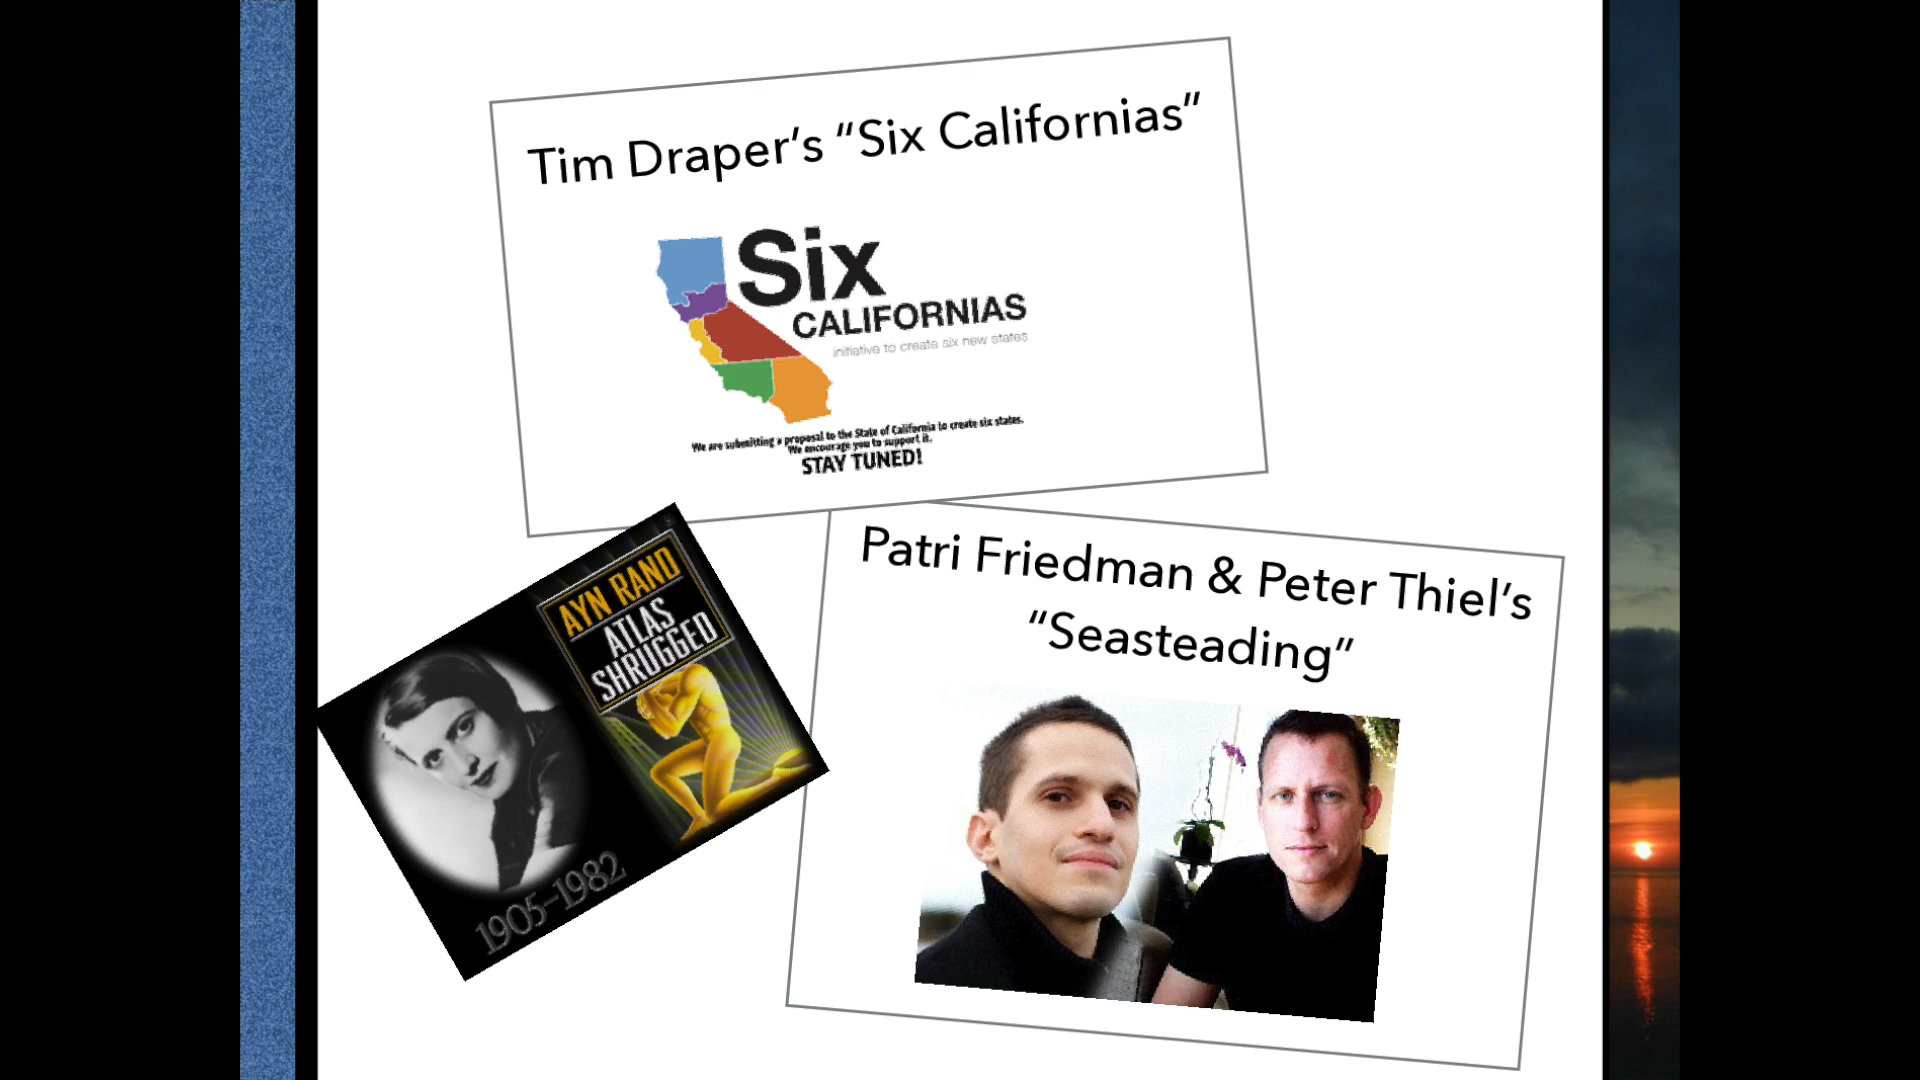 Tim Draper’s “Six Californias”
Six
CALIFORNIAS
initiative to create six new states
We are submitting a proposal to the State of California to create six states.
We encourage you to support it.
STAY TUNED!
AYN RAND
ATLAS
SHRUGGED
1905–1982
Patri Friedman & Peter Thiel’s
“Seasteading”